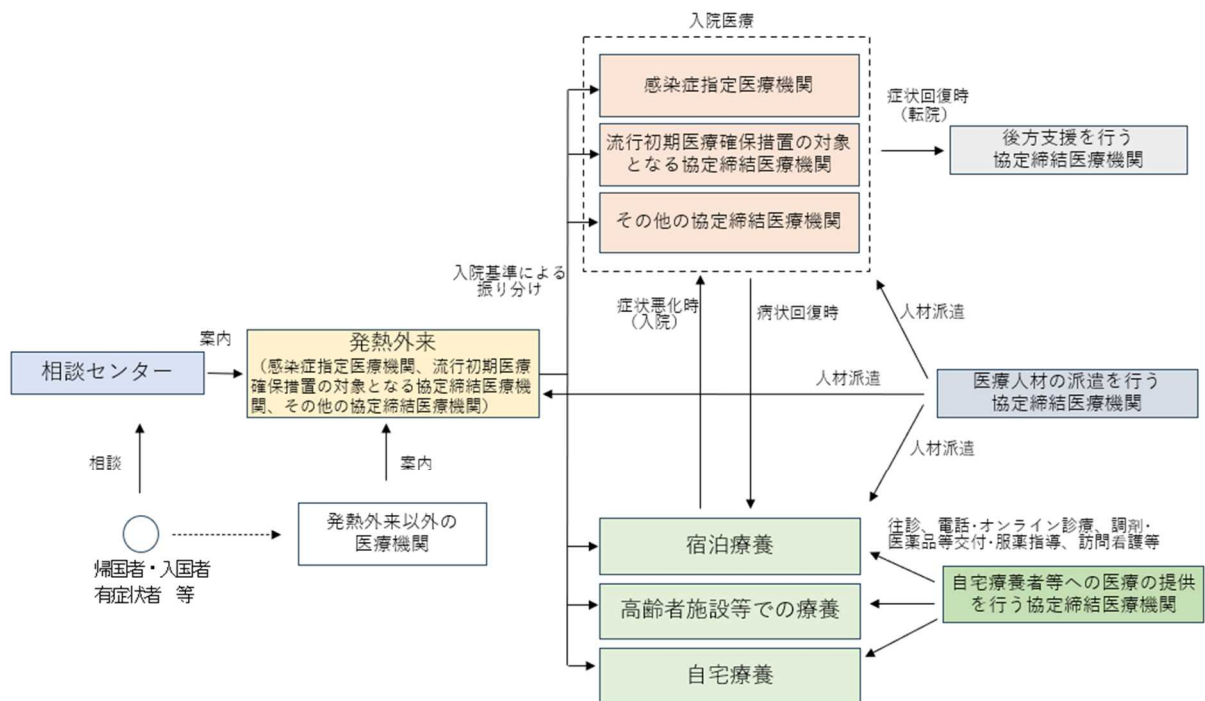 入院医療
感染症指定医療機関
流行初期医療確保措置の対象
となる協定締結医療機関
その他の協定締結医療機関
症状回復時
(転院)
後方支援を行う
協定締結医療機関
入院基準による
振り分け
症状悪化時
(入院)
病状回復時
人材派遣
案内
相談センター
発熱外来
(感染症指定医療機関、流行初期医療
確保措置の対象となる協定締結医療機
関、その他の協定締結医療機関)
人材派遣
医療人材の派遣を行う
協定締結医療機関
人材派遣
相談
案内
帰国者・入国者
有症状者 等
発熱外来以外の
医療機関
宿泊療養
高齢者施設等での療養
自宅療養
往診、電話・オンライン診療、調剤・
医薬品等交付・服薬指導、訪問看護等
自宅療養者等への医療の提供
を行う協定締結医療機関